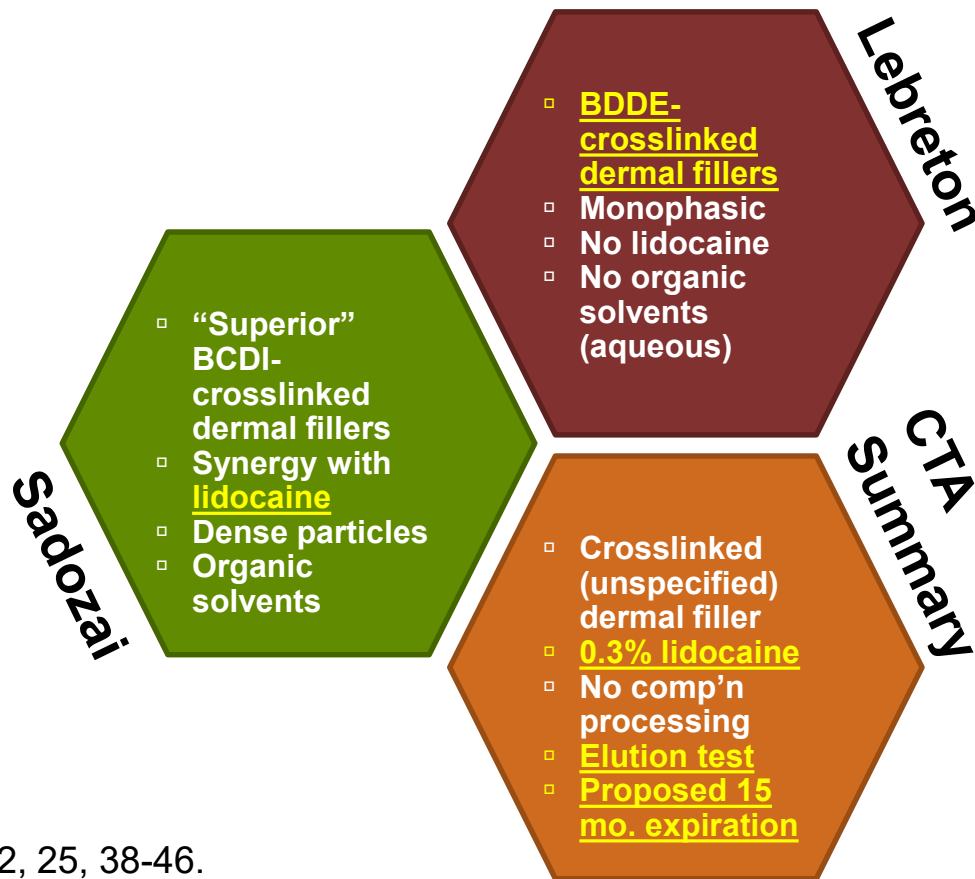 Lebreton
▫ BDDE-
crosslinked
dermal fillers
▫ Monophasic
▫ No lidocaine
▫ No organic
solvents
(aqueous)
Sadozai
▫ “Superior”
BCDI-
crosslinked
dermal fillers
▫ Synergy with
lidocaine
▫ Dense particles
▫ Organic
solvents
CTA
Summary
▫ Crosslinked
(unspecified)
dermal filler
▫ 0.3% lidocaine
▫ No comp’n
processing
▫ Elution test
▫ Proposed 15
mo. expiration
2, 25, 38-46.